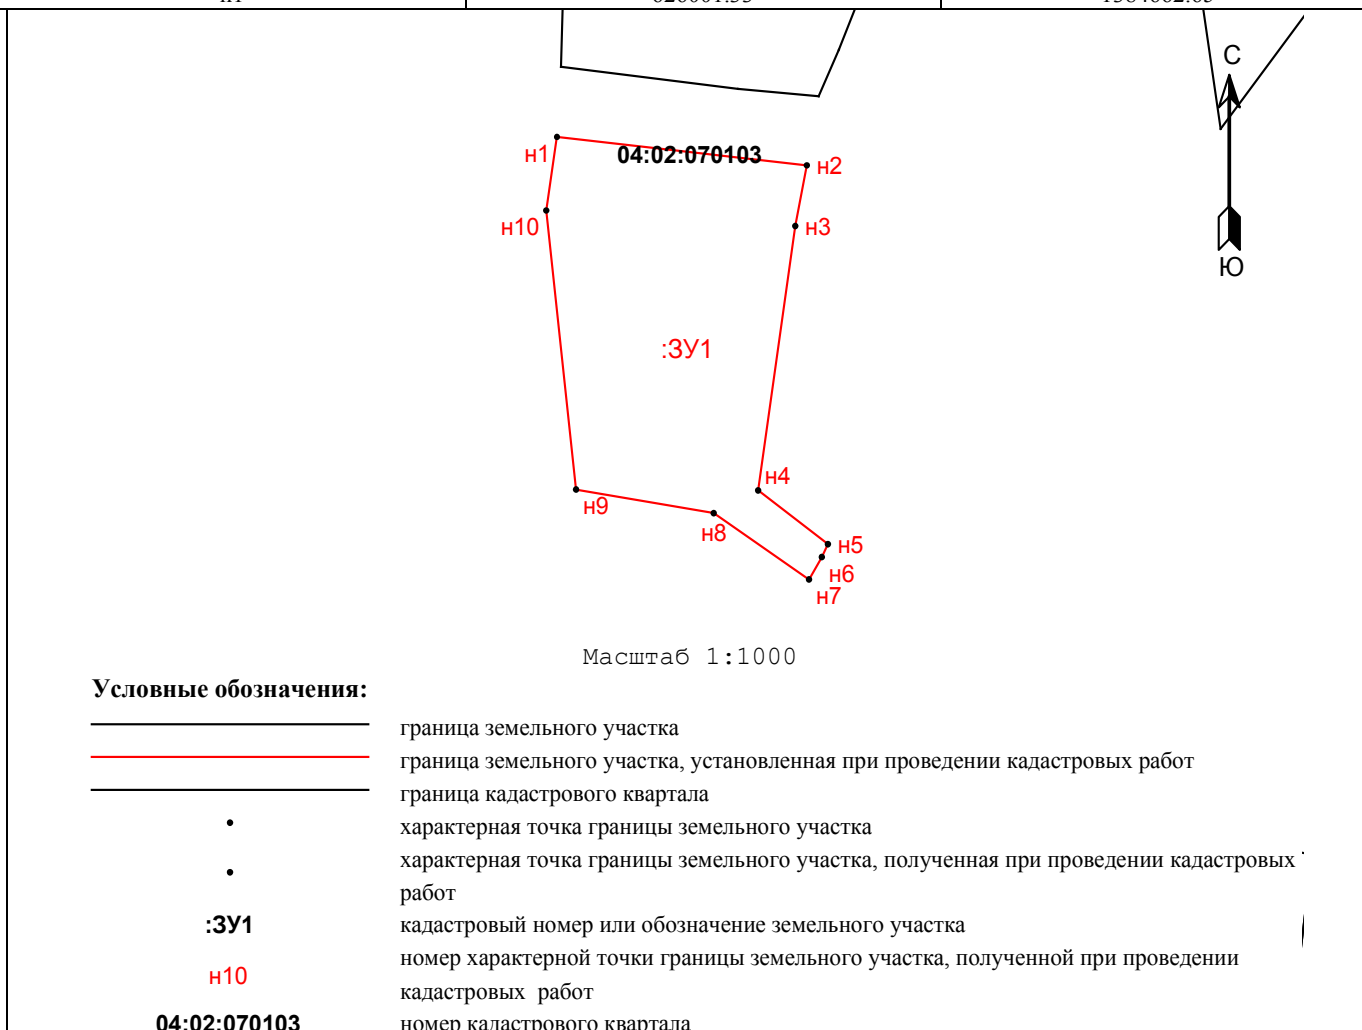 С
н1
04:02:070103
н2
н10
н3
Ю
:ЗУ1
н4
н9
н8
н5
н6
н7
Масштаб 1:1000
Условные обозначения:
граница земельного участка
граница земельного участка, установленная при проведении кадастровых работ
граница кадастрового квартала
характерная точка границы земельного участка
характерная точка границы земельного участка, полученная при проведении кадастровых
работ
:ЗУ1 кадастровый номер или обозначение земельного участка
номер характерной точки границы земельного участка, полученной при проведении
н10
кадастровых работ
04:02:070103 номер кадастрового квартала